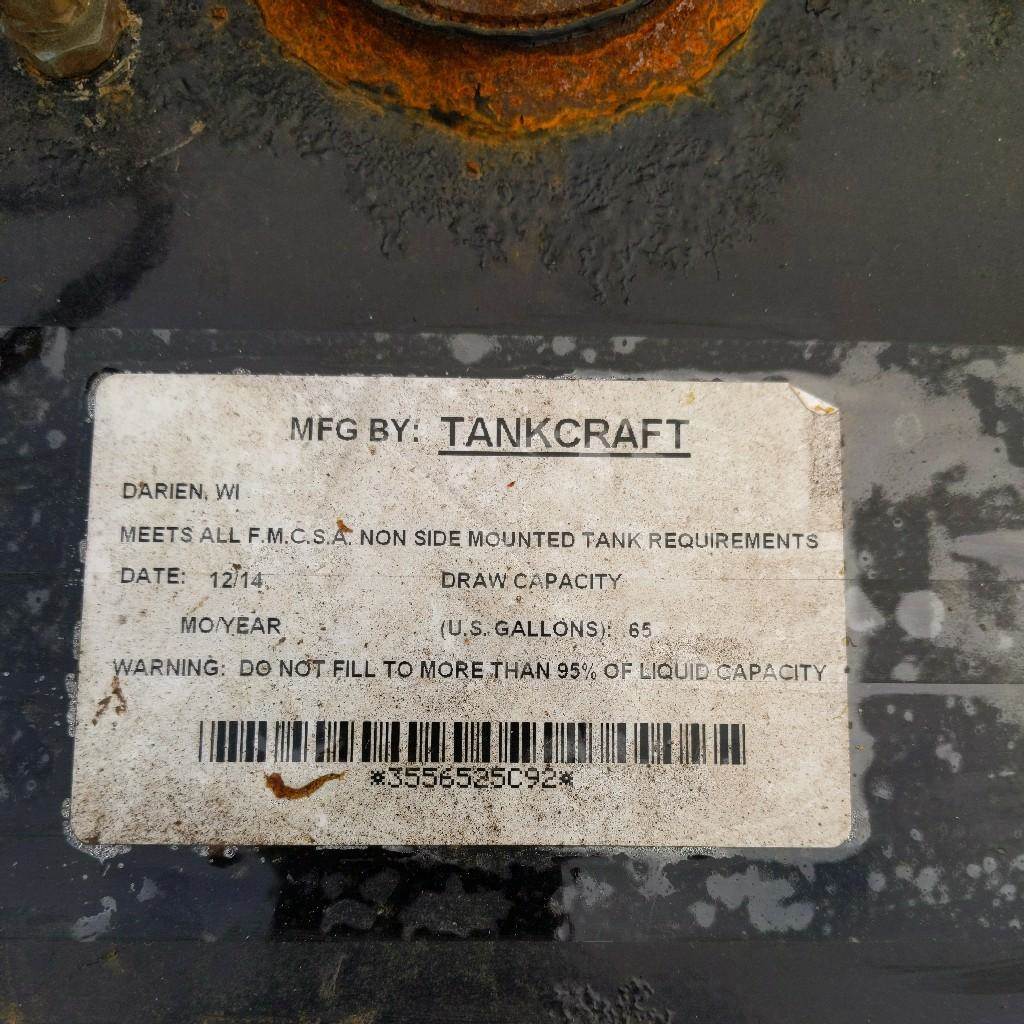 MFG BY: TANKCRAFT
DARIEN, WI
MEETS ALL F.M.C.S.A. NON SIDE MOUNTED TANK REQUIREMENTS
DATE: 12/14 DRAW CAPACITY
MO/YEAR (U.S. GALLONS): 65
WARNING: DO NOT FILL TO MORE THAN 95% OF LIQUID CAPACITY
*3556525C92*